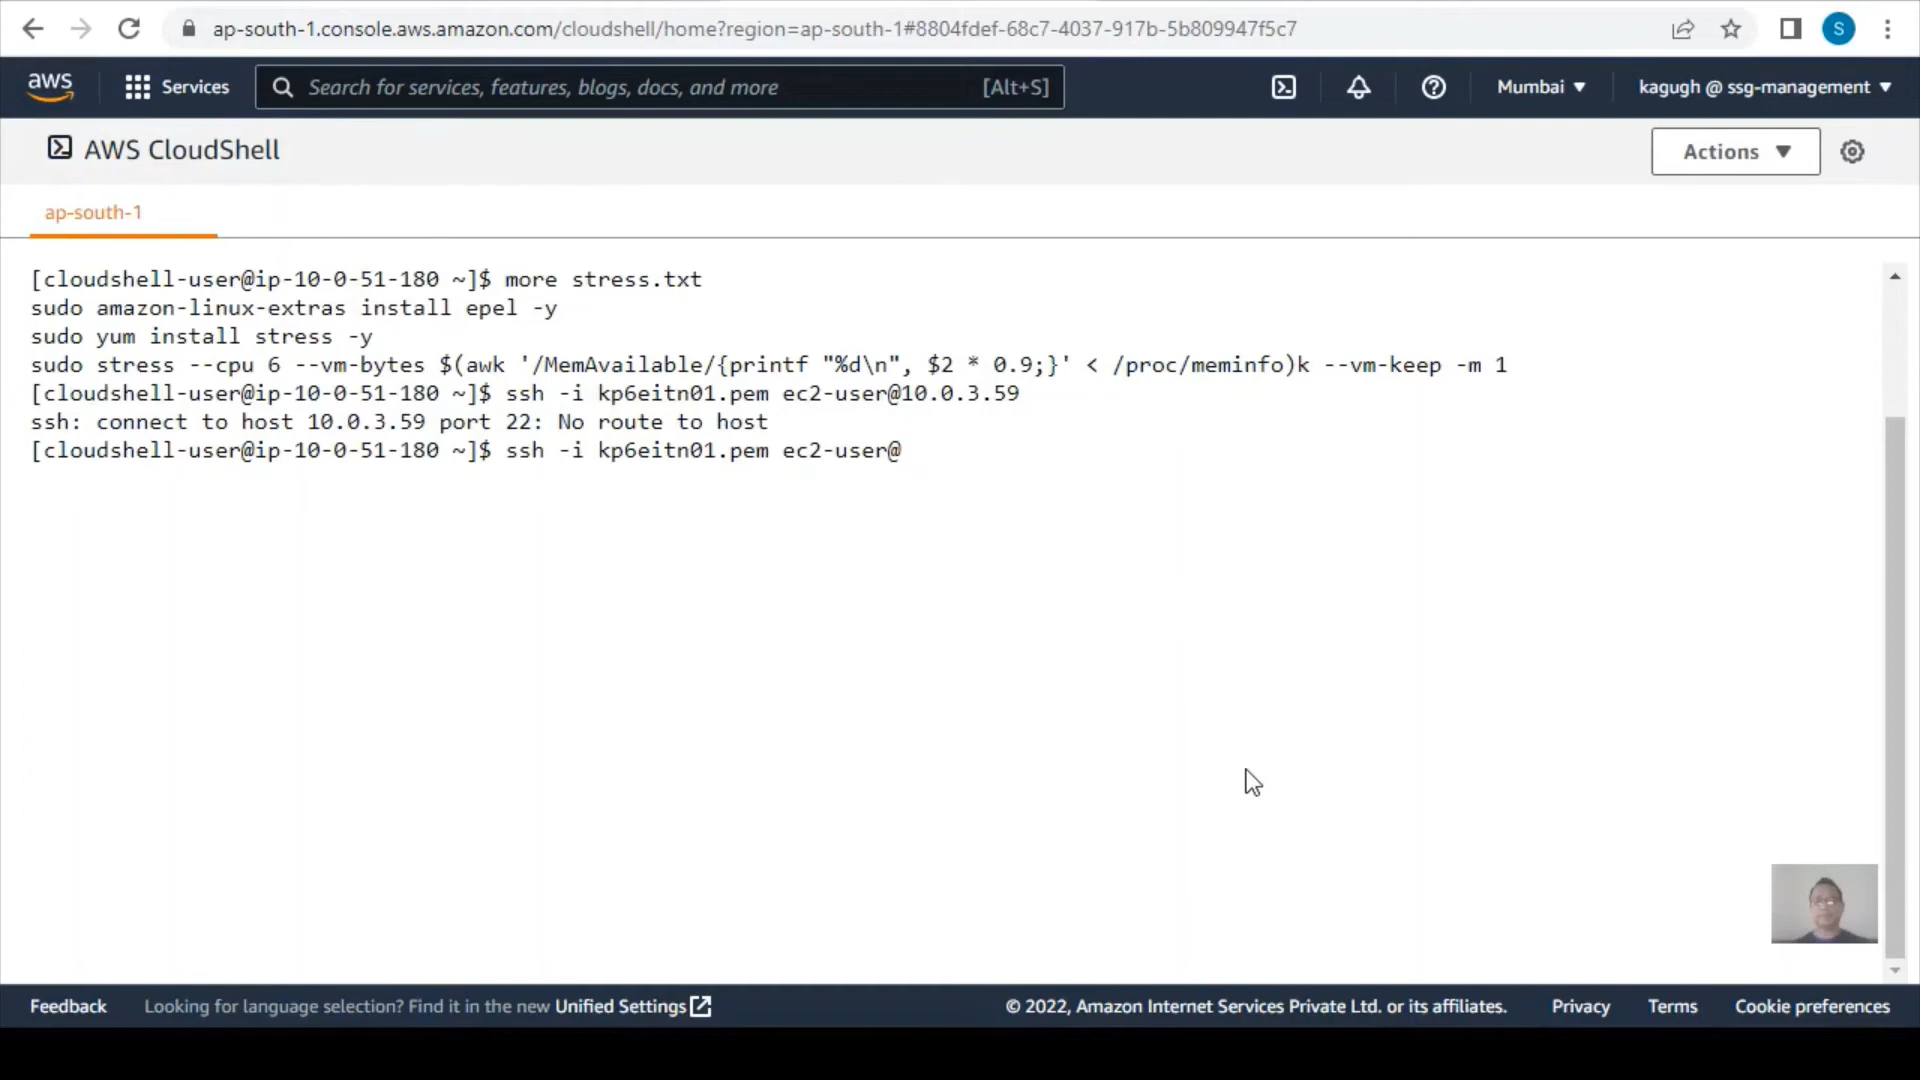 ap-south-1.console.aws.amazon.com/cloudshell/home?region=ap-south-1#8804fdef-68c7-4037-917b-5b809947f5c7
S
aws
Services
Search for services, features, blogs, docs, and more
[Alt+S]
Mumbai ▼
kagugh @ ssg-management ▼
AWS CloudShell
Actions ▼
ap-south-1
[cloudshell-user@ip-10-0-51-180 ~]$ more stress.txt
sudo amazon-linux-extras install epel -y
sudo yum install stress -y
sudo stress --cpu 6 --vm-bytes $(awk '/MemAvailable/{printf "%d\n", $2 * 0.9;}' < /proc/meminfo)k --vm-keep -m 1
[cloudshell-user@ip-10-0-51-180 ~]$ ssh -i kp6eitn01.pem ec2-user@10.0.3.59
ssh: connect to host 10.0.3.59 port 22: No route to host
[cloudshell-user@ip-10-0-51-180 ~]$ ssh -i kp6eitn01.pem ec2-user@
Feedback
Looking for language selection? Find it in the new Unified Settings
© 2022, Amazon Internet Services Private Ltd. or its affiliates.
Privacy
Terms
Cookie preferences